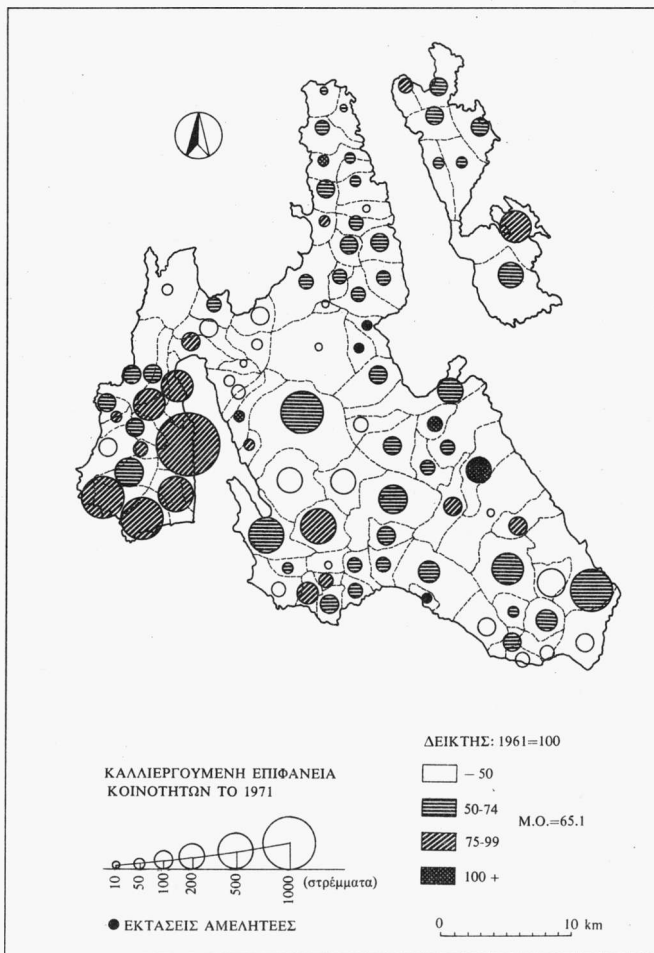 ΚΑΛΛΙΕΡΓΟΥΜΕΝΗ ΕΠΙΦΑΝΕΙΑ
ΚΟΙΝΟΤΗΤΩΝ ΤΟ 1971
10 50 100 200 500 1000 (στρέμματα)
● ΕΚΤΑΣΕΙΣ ΑΜΕΛΗΤΕΕΣ
ΔΕΙΚΤΗΣ: 1961=100
– 50
50-74
Μ.Ο.=65.1
75-99
100 +
0 10 km